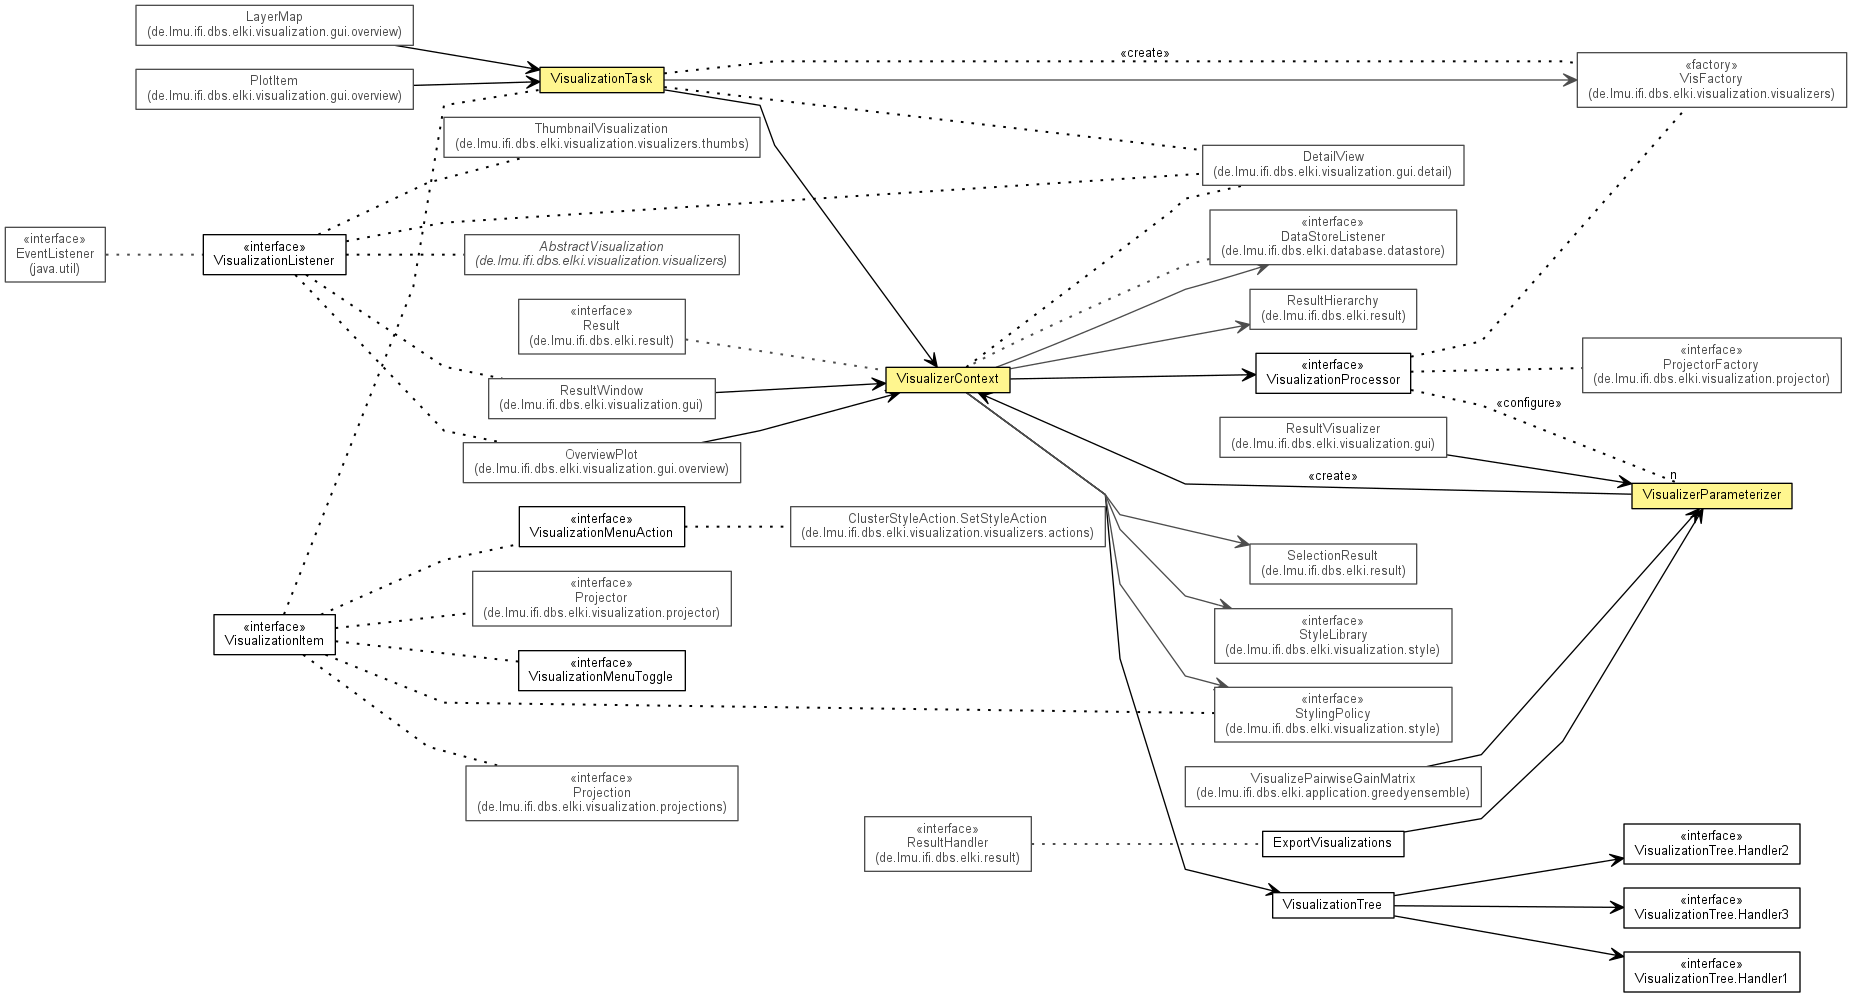 LayerMap
(de.lmu.ifi.dbs.elki.visualization.gui.overview)
PlotItem
(de.lmu.ifi.dbs.elki.visualization.gui.overview)
VisualizationTask
«create»
«factory»
VisFactory
(de.lmu.ifi.dbs.elki.visualization.visualizers)
ThumbnailVisualization
(de.lmu.ifi.dbs.elki.visualization.visualizers.thumbs)
DetailView
(de.lmu.ifi.dbs.elki.visualization.gui.detail)
«interface»
EventListener
(java.util)
«interface»
VisualizationListener
AbstractVisualization
(de.lmu.ifi.dbs.elki.visualization.visualizers)
«interface»
DataStoreListener
(de.lmu.ifi.dbs.elki.database.datastore)
«interface»
Result
(de.lmu.ifi.dbs.elki.result)
ResultHierarchy
(de.lmu.ifi.dbs.elki.result)
VisualizerContext
«interface»
VisualizationProcessor
«interface»
ProjectorFactory
(de.lmu.ifi.dbs.elki.visualization.projector)
ResultWindow
(de.lmu.ifi.dbs.elki.visualization.gui)
«configure»
ResultVisualizer
(de.lmu.ifi.dbs.elki.visualization.gui)
OverviewPlot
(de.lmu.ifi.dbs.elki.visualization.gui.overview)
«create»
n
VisualizerParameterizer
«interface»
VisualizationMenuAction
ClusterStyleAction.SetStyleAction
(de.lmu.ifi.dbs.elki.visualization.visualizers.actions)
SelectionResult
(de.lmu.ifi.dbs.elki.result)
«interface»
Projector
(de.lmu.ifi.dbs.elki.visualization.projector)
«interface»
VisualizationItem
«interface»
StyleLibrary
(de.lmu.ifi.dbs.elki.visualization.style)
«interface»
VisualizationMenuToggle
«interface»
StylingPolicy
(de.lmu.ifi.dbs.elki.visualization.style)
«interface»
Projection
(de.lmu.ifi.dbs.elki.visualization.projections)
VisualizePairwiseGainMatrix
(de.lmu.ifi.dbs.elki.application.greedyensemble)
«interface»
ResultHandler
(de.lmu.ifi.dbs.elki.result)
ExportVisualizations
«interface»
VisualizationTree.Handler2
VisualizationTree
«interface»
VisualizationTree.Handler3
«interface»
VisualizationTree.Handler1